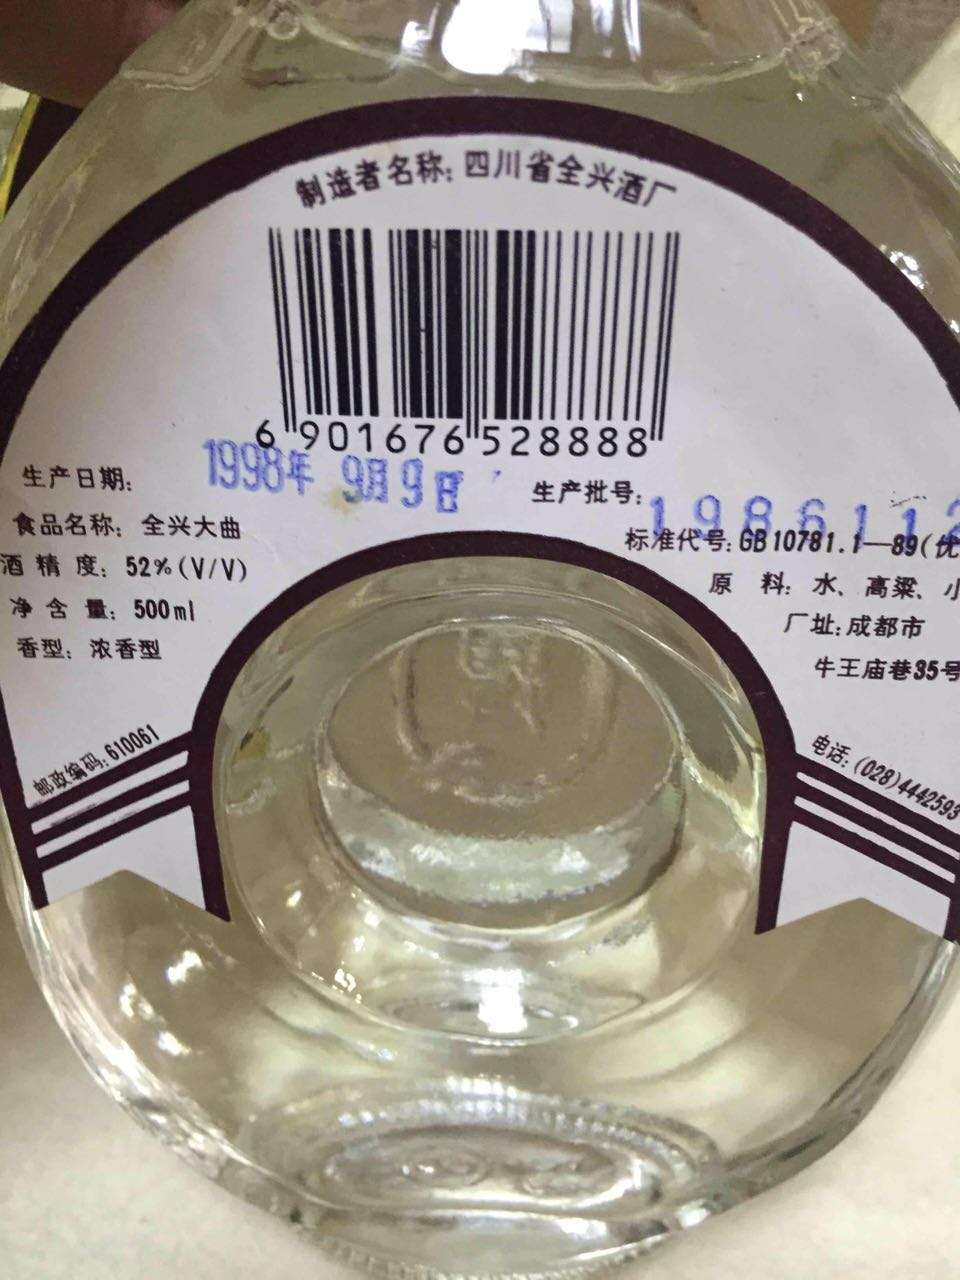 制造者名称：四川省全兴酒厂
6 901676 528888
生产日期：1998年 9月9日
生产批号：1986112
食品名称：全兴大曲
标准代号：GB10781.1—89(优
酒精度：52%(V/V)
原料：水、高粱、小
净含量：500ml
厂址：成都市
牛王庙巷35号
香型：浓香型
邮政编码：610061
电话：(028)4442593